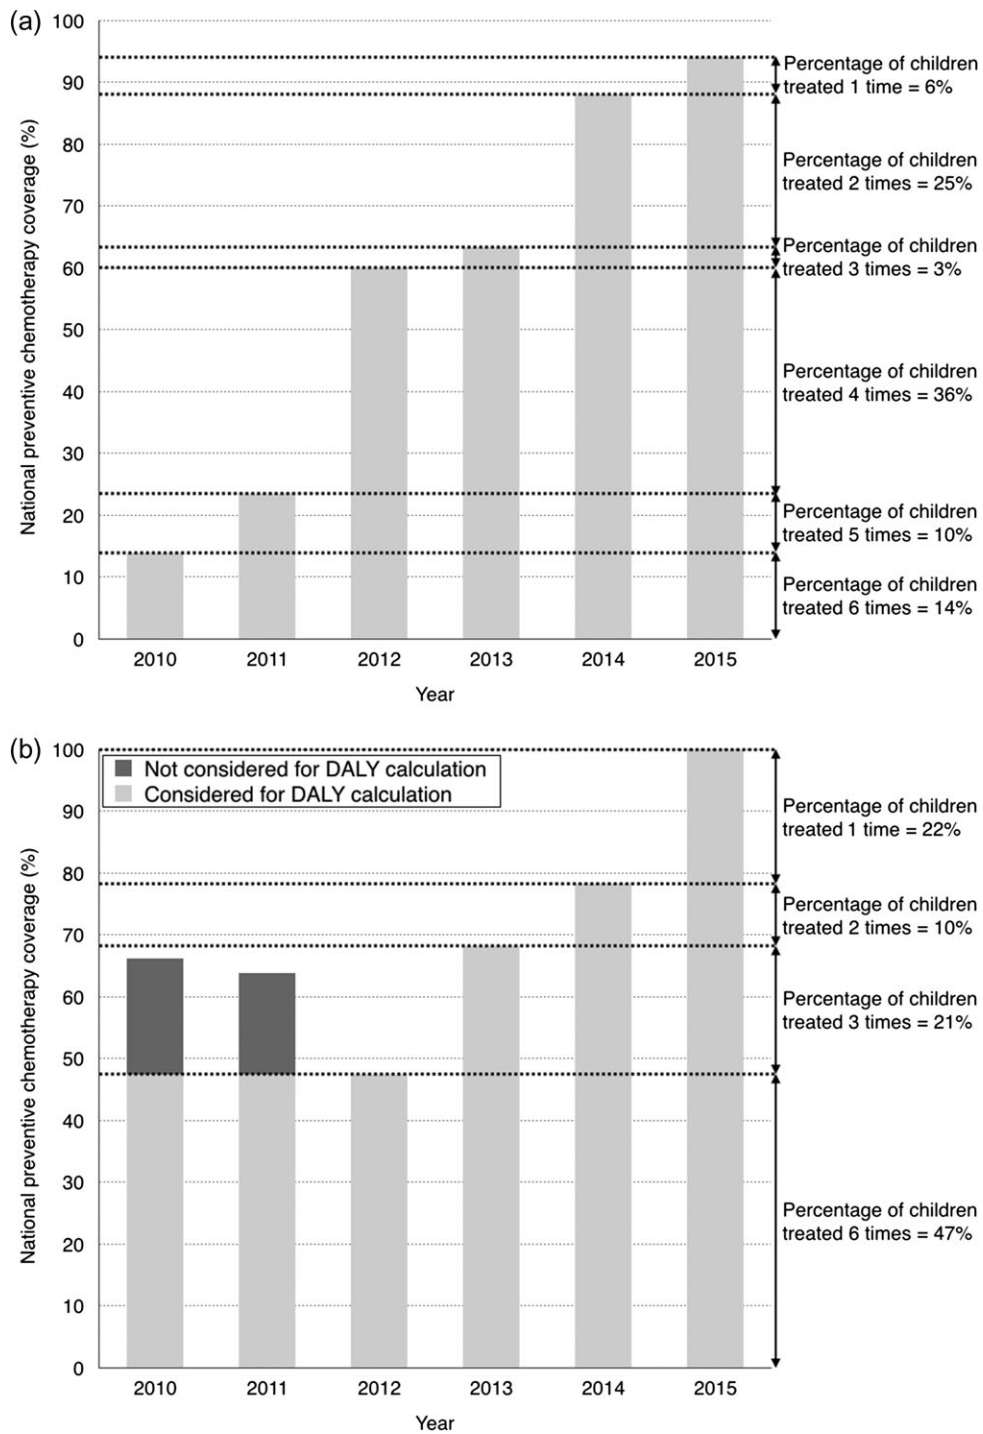 (a)
National preventive chemotherapy coverage (%)
100
90
80
70
60
50
40
30
20
10
0
2010 2011 2012 2013 2014 2015
Year
Percentage of children
treated 1 time = 6%
Percentage of children
treated 2 times = 25%
Percentage of children
treated 3 times = 3%
Percentage of children
treated 4 times = 36%
Percentage of children
treated 5 times = 10%
Percentage of children
treated 6 times = 14%
(b)
National preventive chemotherapy coverage (%)
100
90
80
70
60
50
40
30
20
10
0
Not considered for DALY calculation
Considered for DALY calculation
2010 2011 2012 2013 2014 2015
Year
Percentage of children
treated 1 time = 22%
Percentage of children
treated 2 times = 10%
Percentage of children
treated 3 times = 21%
Percentage of children
treated 6 times = 47%